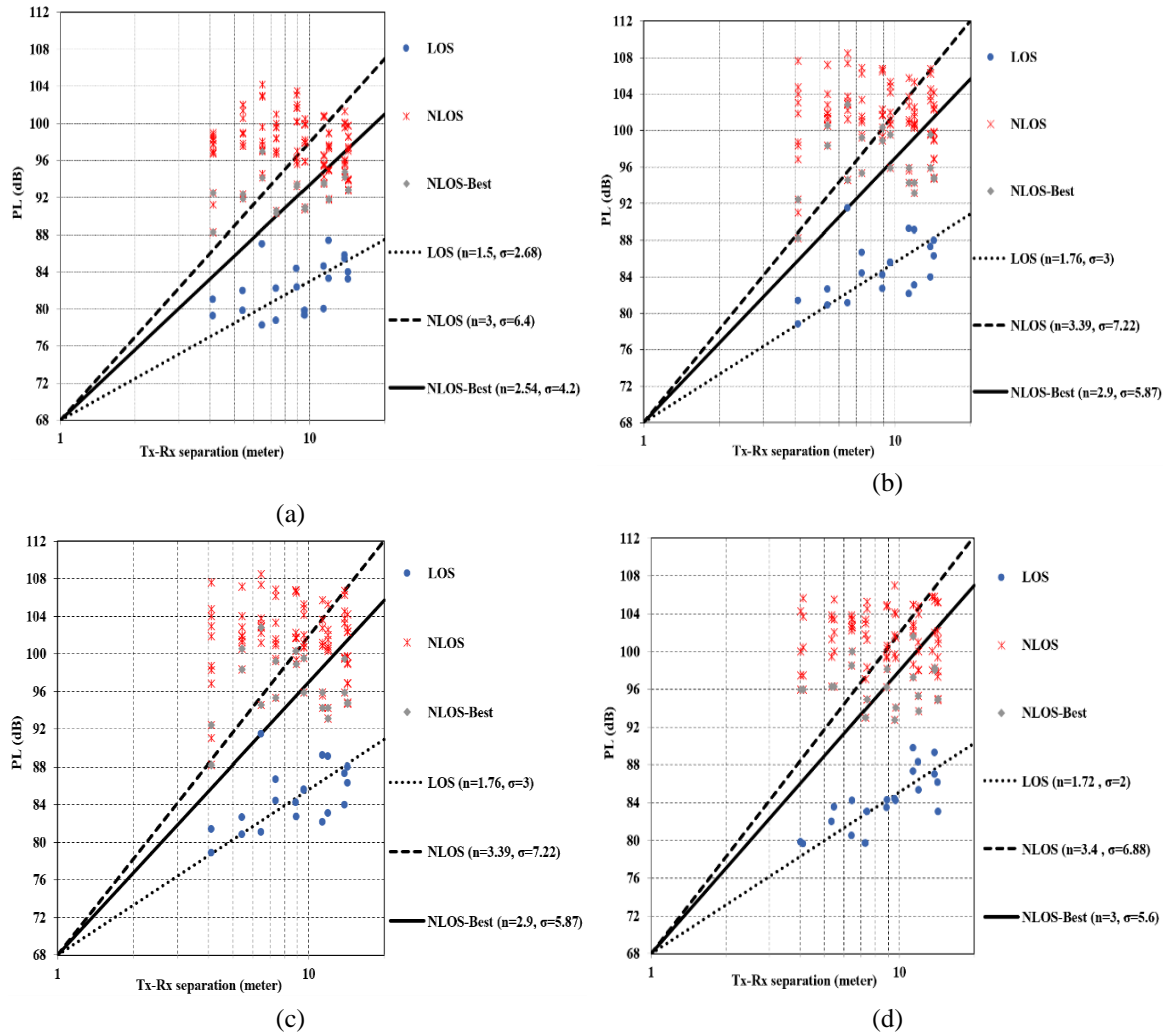 112
108
104
100
96
92
88
84
80
76
72
68
PL (dB)
1
10
Tx-Rx separation (meter)
LOS
NLOS
NLOS-Best
LOS (n=1.5, σ=2.68)
NLOS (n=3, σ=6.4)
NLOS-Best (n=2.54, σ=4.2)
(a)
112
108
104
100
96
92
88
84
80
76
72
68
PL (dB)
1
10
Tx-Rx separation (meter)
LOS
NLOS
NLOS-Best
LOS (n=1.76, σ=3)
NLOS (n=3.39, σ=7.22)
NLOS-Best (n=2.9, σ=5.87)
(b)
112
108
104
100
96
92
88
84
80
76
72
68
PL (dB)
1
10
Tx-Rx separation (meter)
LOS
NLOS
NLOS-Best
LOS (n=1.76, σ=3)
NLOS (n=3.39, σ=7.22)
NLOS-Best (n=2.9, σ=5.87)
(c)
112
108
104
100
96
92
88
84
80
76
72
68
PL (dB)
1
10
Tx-Rx separation (meter)
LOS
NLOS
NLOS-Best
LOS (n=1.72 , σ=2)
NLOS (n=3.4 , σ=6.88)
NLOS-Best (n=3, σ=5.6)
(d)